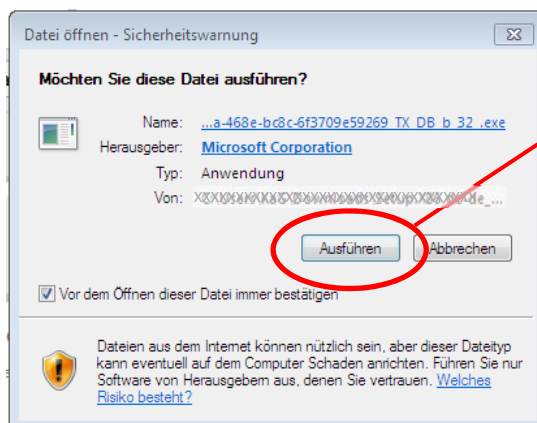 Datei öffnen - Sicherheitswarnung
Möchten Sie diese Datei ausführen?
Name: ...a-468e-bc8c-6f3709e59269_TX_DB_b_32_.exe
Herausgeber: Microsoft Corporation
Typ: Anwendung
Von:
Ausführen Abbrechen
Vor dem Öffnen dieser Datei immer bestätigen
Dateien aus dem Internet können nützlich sein, aber dieser Dateityp
kann eventuell auf dem Computer Schaden anrichten. Führen Sie nur
Software von Herausgebern aus, denen Sie vertrauen. Welches
Risiko besteht?